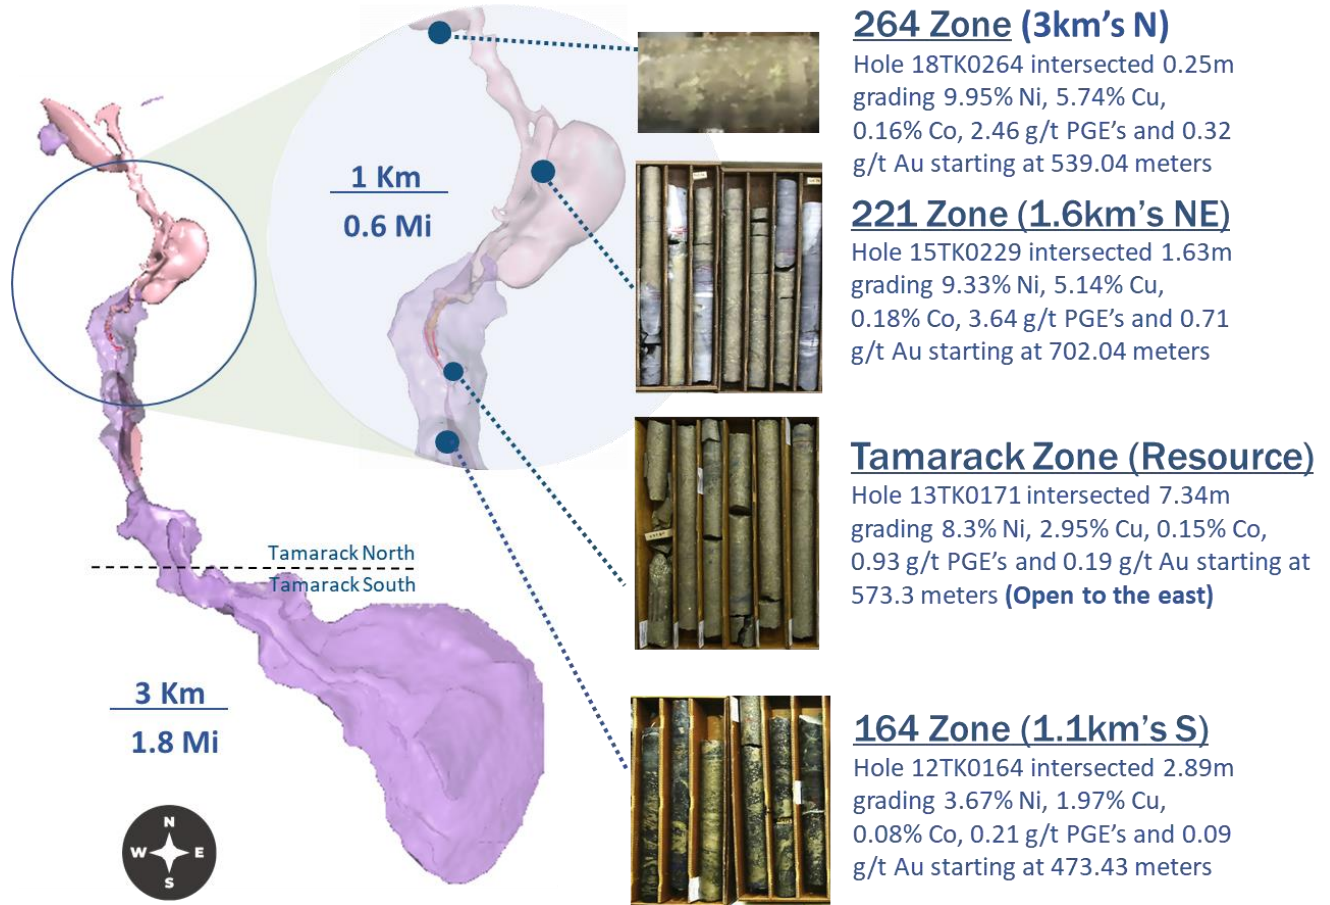 264 Zone (3km's N)
Hole 18TK0264 intersected 0.25m
grading 9.95% Ni, 5.74% Cu,
0.16% Co, 2.46 g/t PGE's and 0.32
g/t Au starting at 539.04 meters
221 Zone (1.6km's NE)
Hole 15TK0229 intersected 1.63m
grading 9.33% Ni, 5.14% Cu,
0.18% Co, 3.64 g/t PGE's and 0.71
g/t Au starting at 702.04 meters
Tamarack Zone (Resource)
Hole 13TK0171 intersected 7.34m
grading 8.3% Ni, 2.95% Cu, 0.15% Co,
0.93 g/t PGE's and 0.19 g/t Au starting at
573.3 meters (Open to the east)
164 Zone (1.1km's S)
Hole 12TK0164 intersected 2.89m
grading 3.67% Ni, 1.97% Cu,
0.08% Co, 0.21 g/t PGE's and 0.09
g/t Au starting at 473.43 meters
1 Km
0.6 Mi
Tamarack North
Tamarack South
3 Km
1.8 Mi
N
W E
S